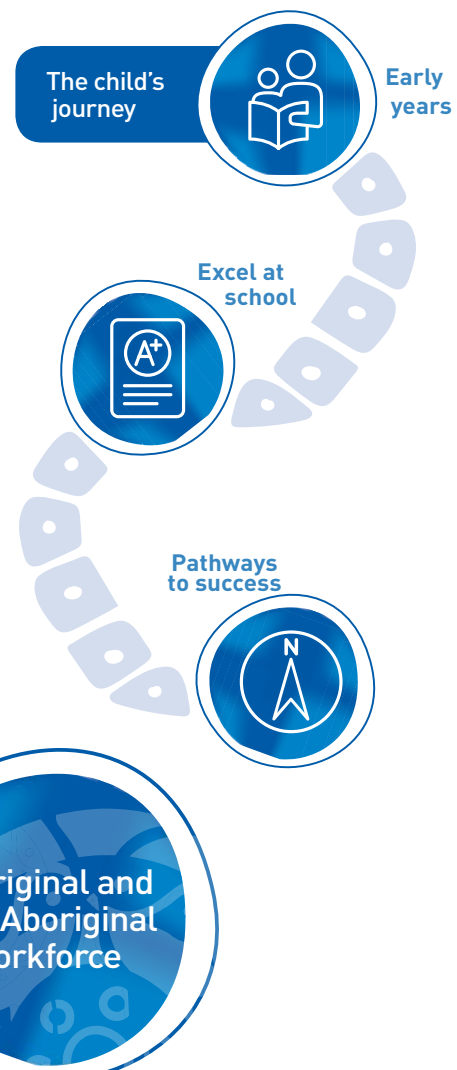 The child's
journey
Early
years
Excel at
school
A+
Pathways
to success
N
riginal and
Aboriginal
orkforce